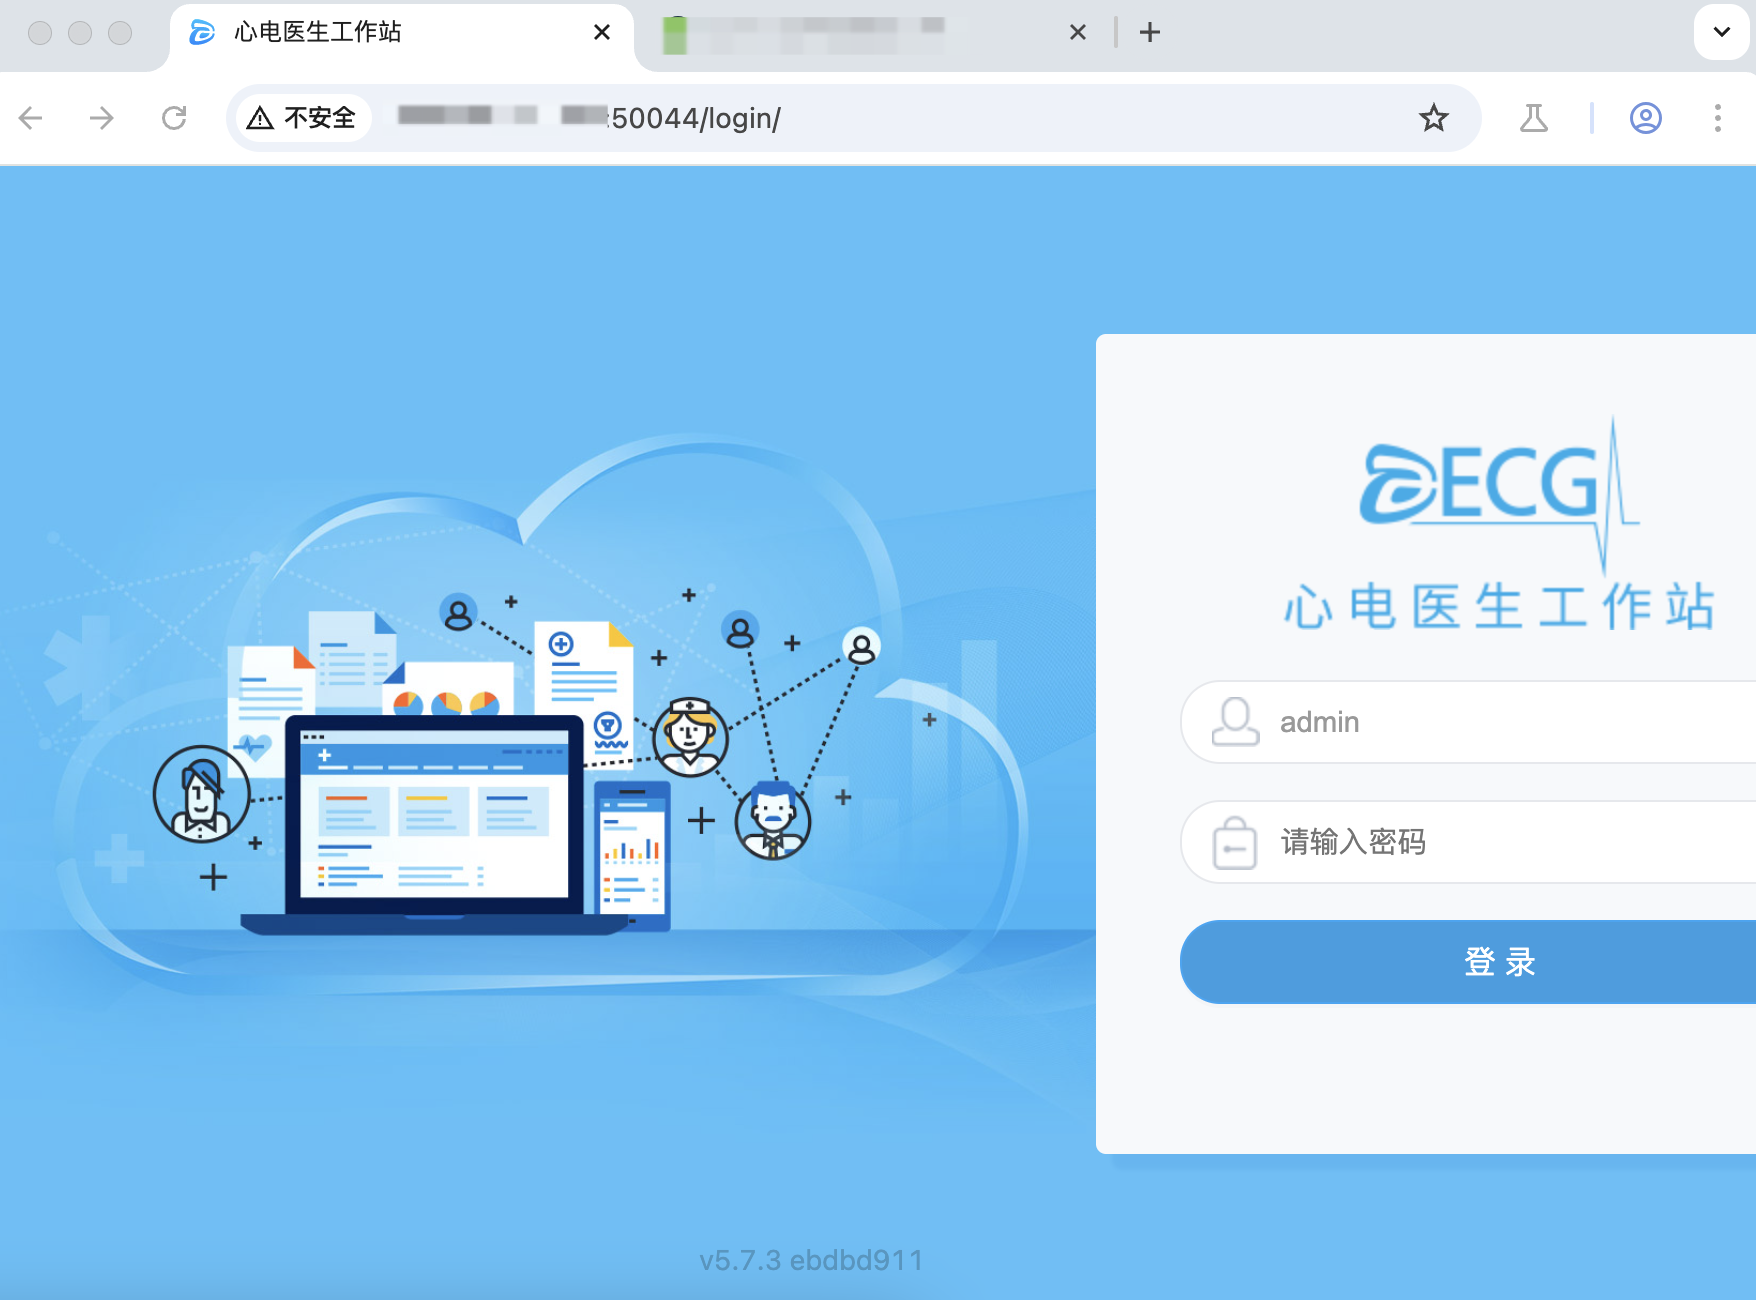 心电医生工作站
不安全 :50044/login/
ECG
心电医生工作站
admin
请输入密码
登录
v5.7.3 ebdbd911